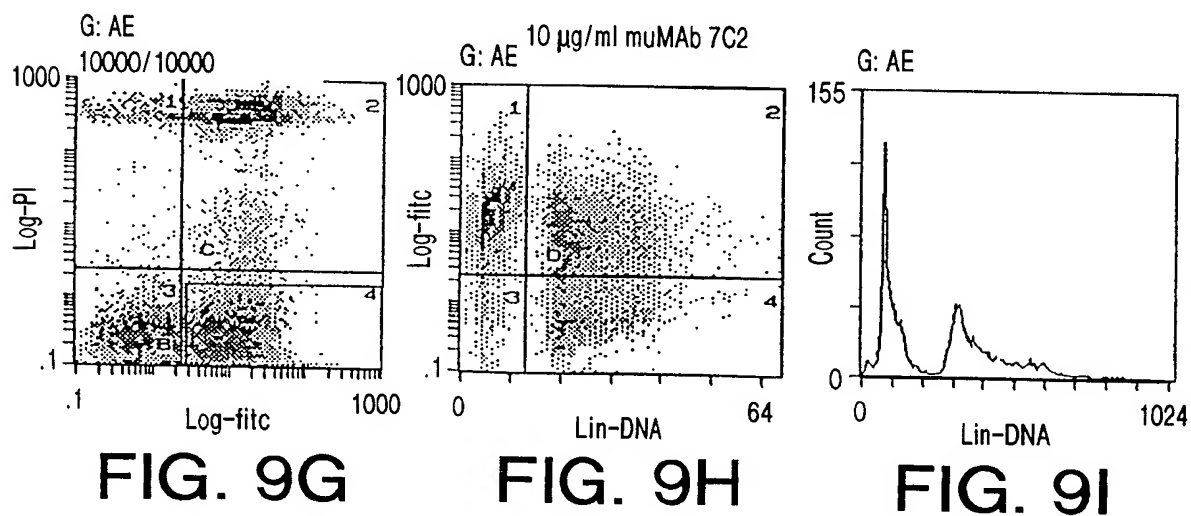 10 µg/ml muMAb 7C2
G: AE
10000/10000
1000
1
2
C
3
4
B
.1
Log-PI
.1
1000
Log-fitc
FIG. 9G
G: AE
1000
1
2
D
3
4
.1
Log-fitc
0
64
Lin-DNA
FIG. 9H
G: AE
155
Count
0
0
1024
Lin-DNA
FIG. 9I